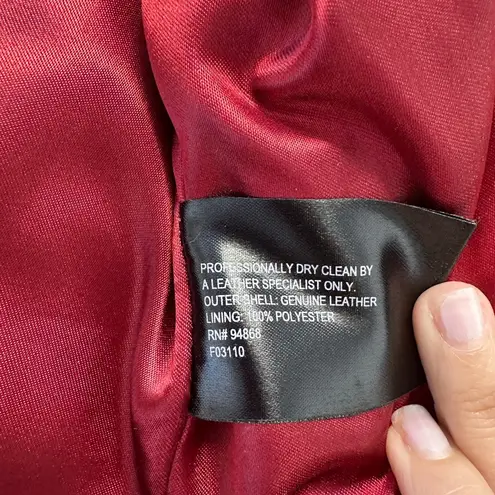 PROFESSIONALLY DRY CLEAN BY
A LEATHER SPECIALIST ONLY.
OUTER SHELL: GENUINE LEATHER
LINING: 100% POLYESTER
RN# 94868
F03110